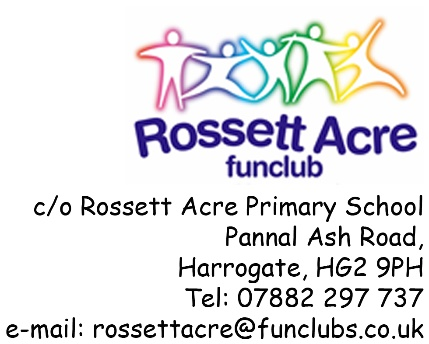 Rossett Acre
funclub
c/o Rossett Acre Primary School
Pannal Ash Road,
Harrogate, HG2 9PH
Tel: 07882 297 737
e-mail: rossettacre@funclubs.co.uk